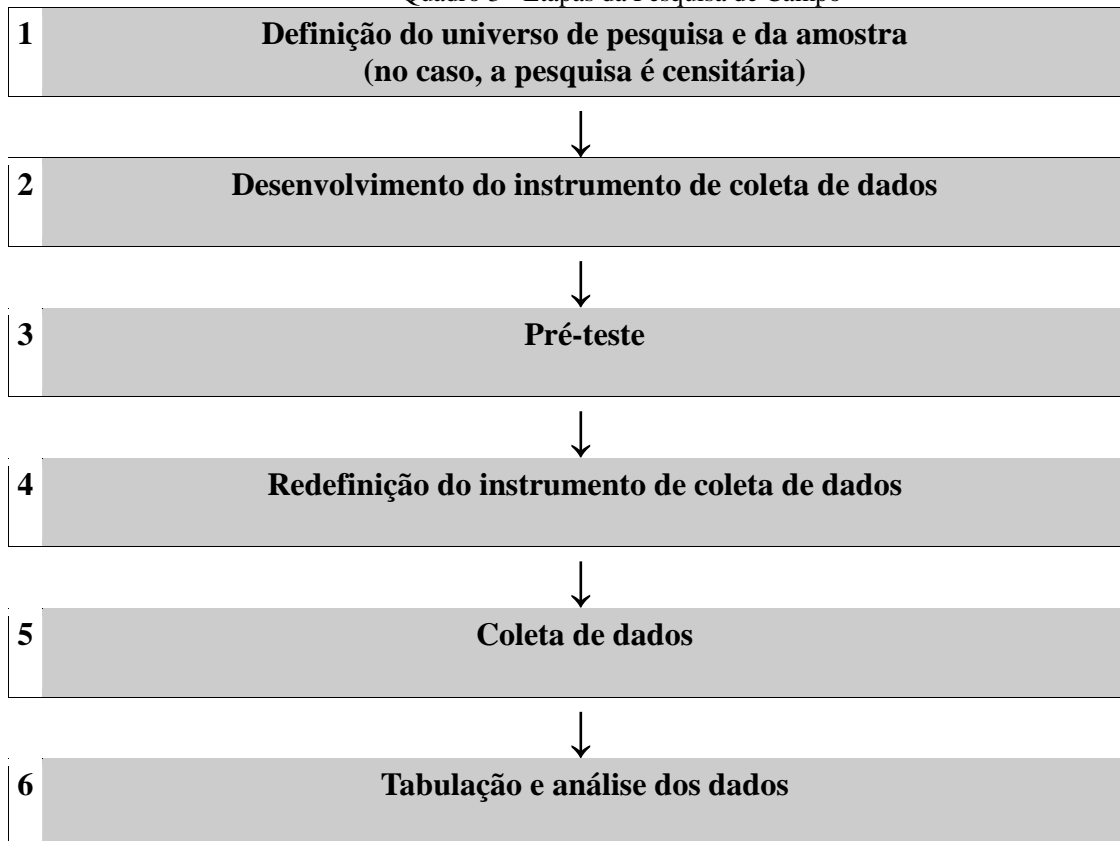 Quadro 3 - Etapas da Pesquisa de Campo
1 Definição do universo de pesquisa e da amostra
(no caso, a pesquisa é censitária)
2 Desenvolvimento do instrumento de coleta de dados
3 Pré-teste
4 Redefinição do instrumento de coleta de dados
5 Coleta de dados
6 Tabulação e análise dos dados